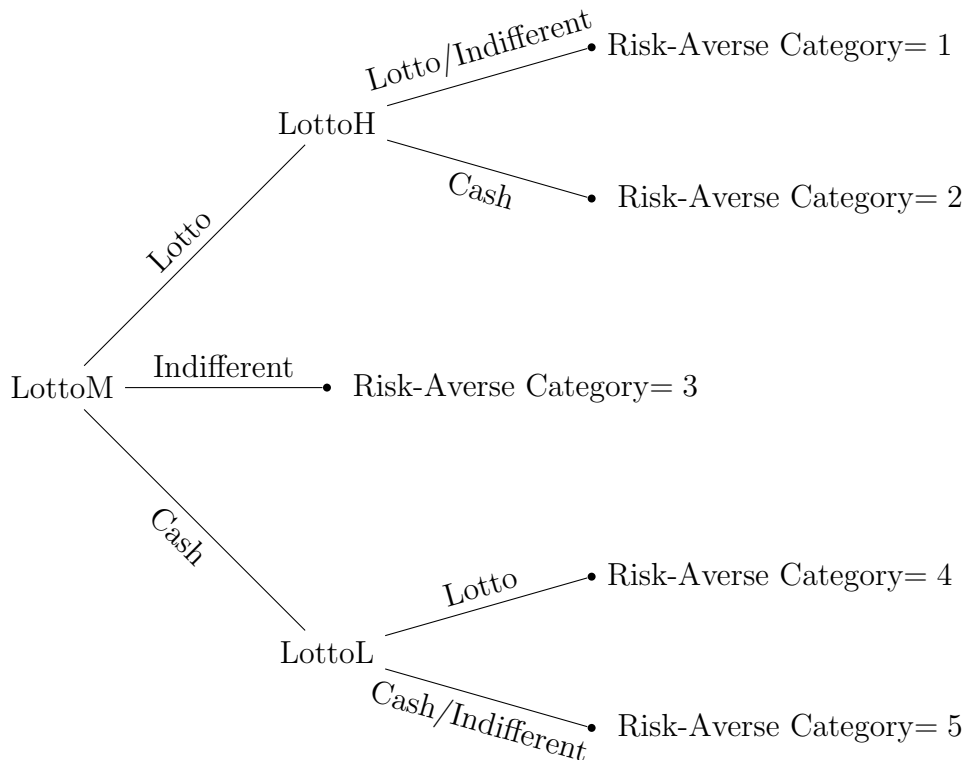 Lotto/Indifferent
Risk-Averse Category= 1
LottoH
Cash
Risk-Averse Category= 2
Lotto
LottoM
Indifferent
Risk-Averse Category= 3
Cash
Lotto
Risk-Averse Category= 4
LottoL
Cash/Indifferent
Risk-Averse Category= 5